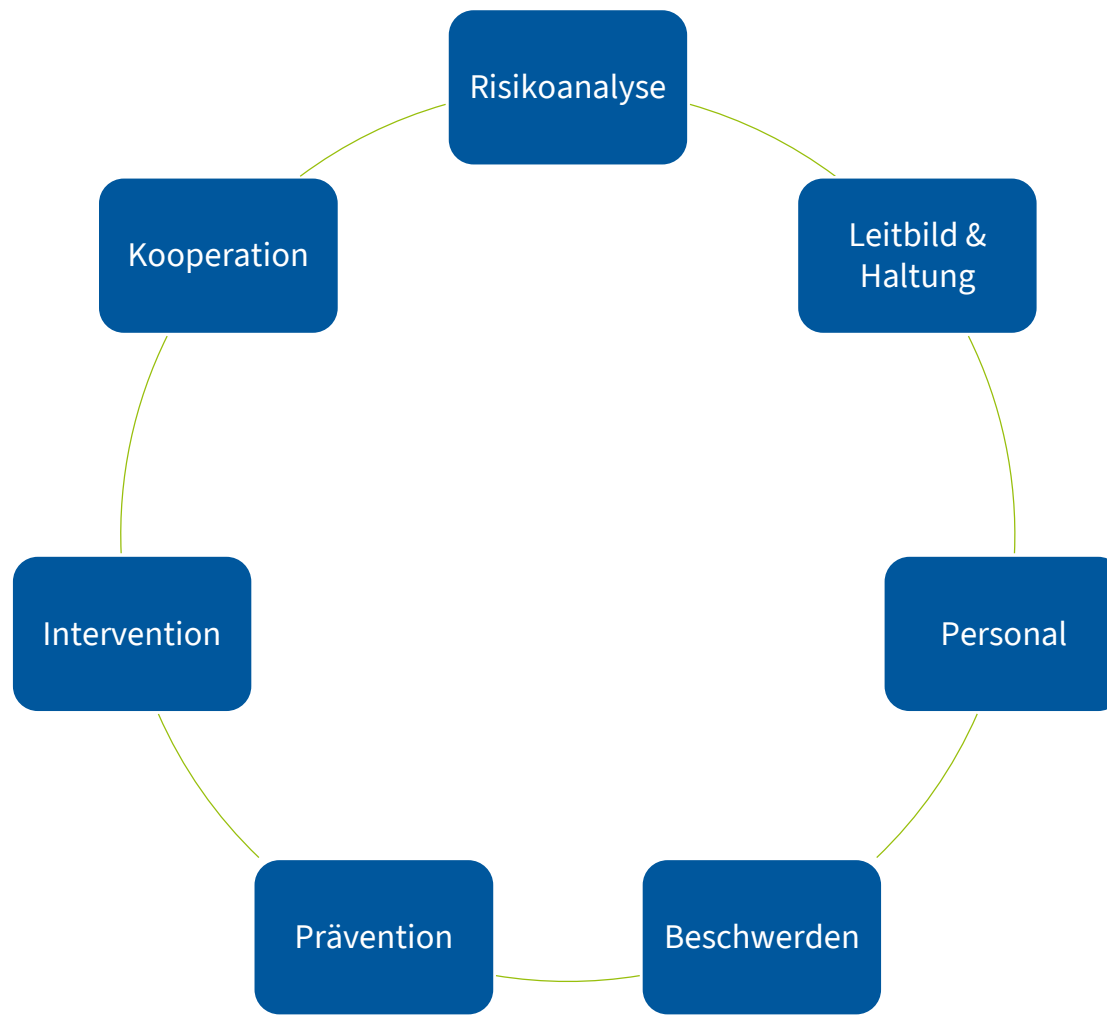 Risikoanalyse
Leitbild &
Haltung
Personal
Beschwerden
Prävention
Intervention
Kooperation